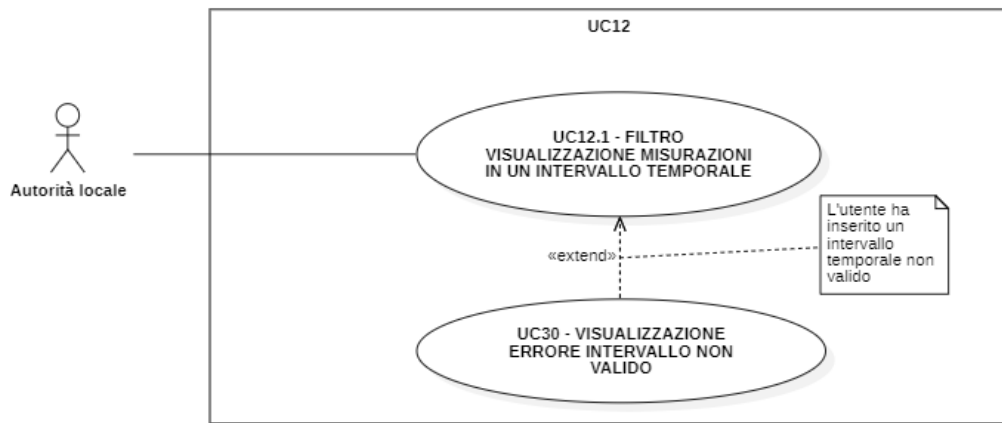 UC12
UC12.1 - FILTRO
VISUALIZZAZIONE MISURAZIONI
IN UN INTERVALLO TEMPORALE
Autorità locale
L'utente ha
inserito un
intervallo
temporale non
valido
«extend»
UC30 - VISUALIZZAZIONE
ERRORE INTERVALLO NON
VALIDO